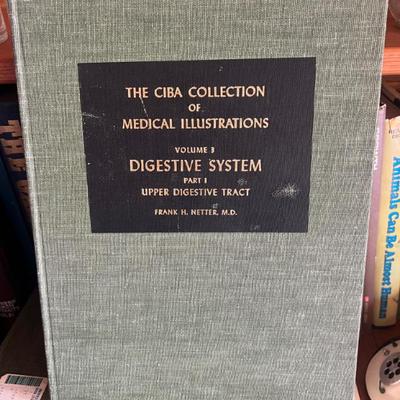 THE CIBA COLLECTION
OF
MEDICAL ILLUSTRATIONS
VOLUME 3
DIGESTIVE SYSTEM
PART I
UPPER DIGESTIVE TRACT
FRANK H. NETTER, M.D.
Animals Can Be Almost Human